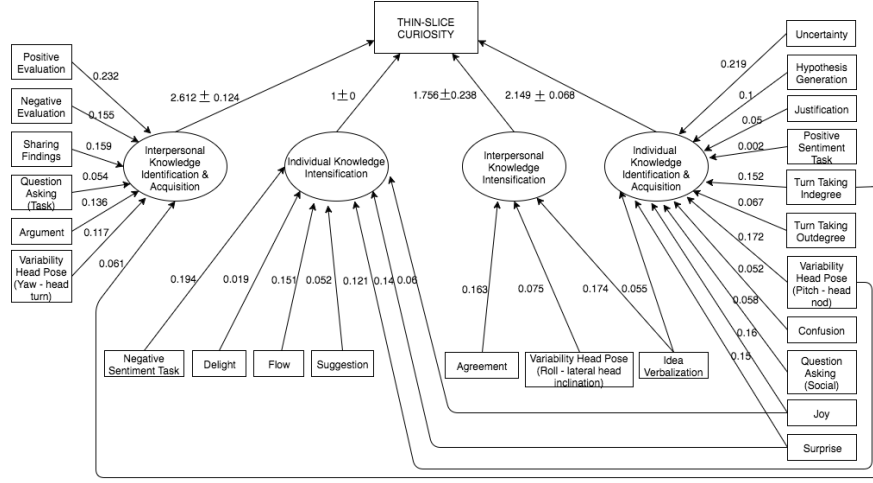 THIN-SLICE
CURIOSITY
Positive
Evaluation
Negative
Evaluation
Sharing
Findings
Question
Asking
(Task)
Argument
Variability
Head Pose
(Yaw - head
turn)
0.232
0.155
0.159
0.054
0.136
0.117
0.061
2.612 ± 0.124
1±0
1.756±0.238
2.149 ± 0.068
Interpersonal
Knowledge
Identification &
Acquisition
Individual Knowledge
Intensification
Interpersonal
Knowledge
Intensification
Individual
Knowledge
Identification &
Acquisition
0.219
0.1
0.05
0.002
0.152
0.067
0.172
0.052
0.058
0.16
0.15
Uncertainty
Hypothesis
Generation
Justification
Positive
Sentiment
Task
Turn Taking
Indegree
Turn Taking
Outdegree
Variability
Head Pose
(Pitch - head
nod)
Confusion
Question
Asking
(Social)
Joy
Surprise
0.194
0.019
0.151
0.052
0.121
0.14
0.06
0.163
0.075
0.174
0.055
Negative
Sentiment Task
Delight
Flow
Suggestion
Agreement
Variability Head Pose
(Roll - lateral head
inclination)
Idea
Verbalization